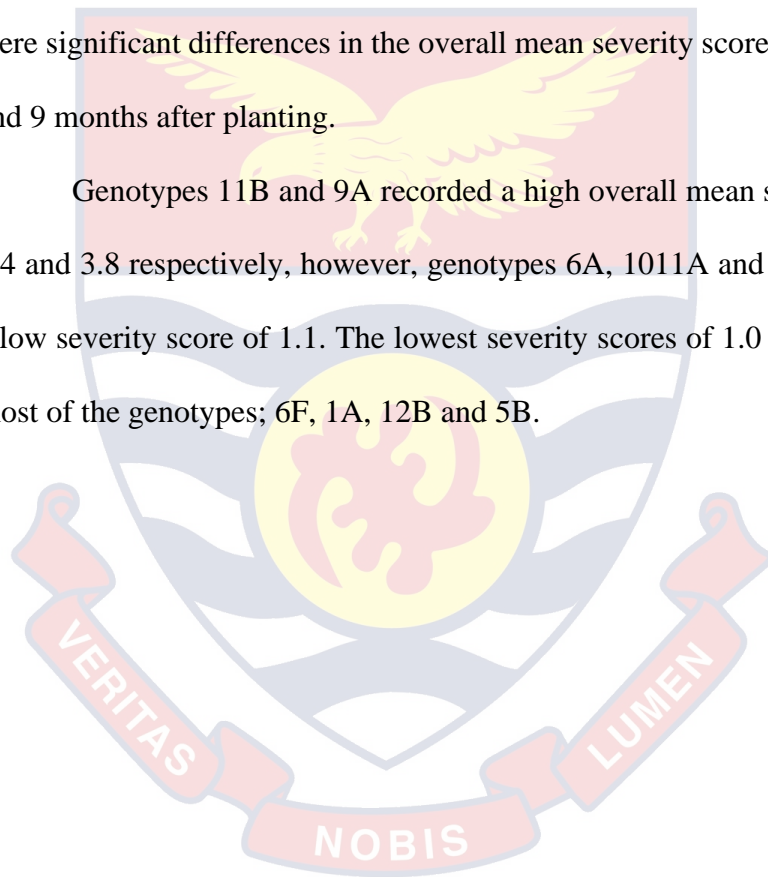 ere significant differences in the overall mean severity score
nd 9 months after planting.
Genotypes 11B and 9A recorded a high overall mean s
4 and 3.8 respectively, however, genotypes 6A, 1011A and
low severity score of 1.1. The lowest severity scores of 1.0
ost of the genotypes; 6F, 1A, 12B and 5B.
VERITAS
NOBIS
LUMEN